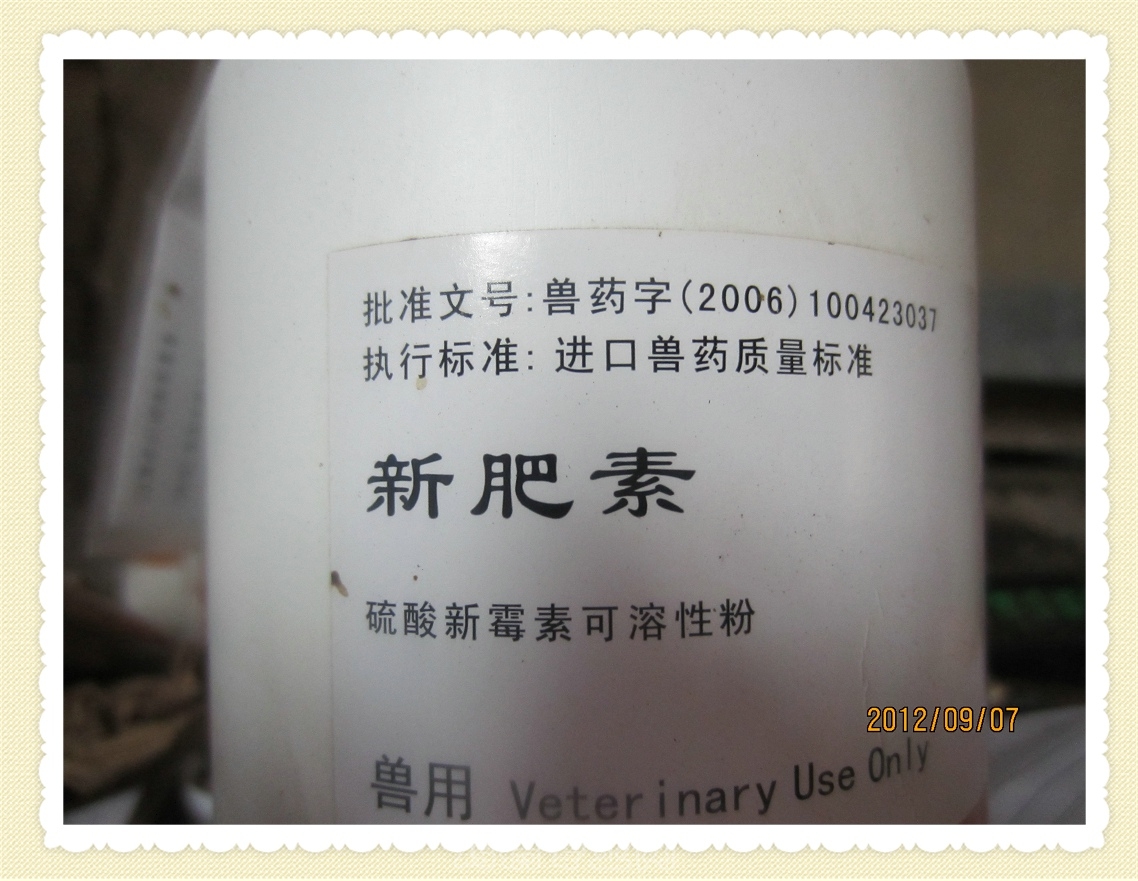 批准文号:兽药字(2006)100423037
执行标准: 进口兽药质量标准
新肥素
硫酸新霉素可溶性粉
2012/09/07
兽用 Veterinary Use Only